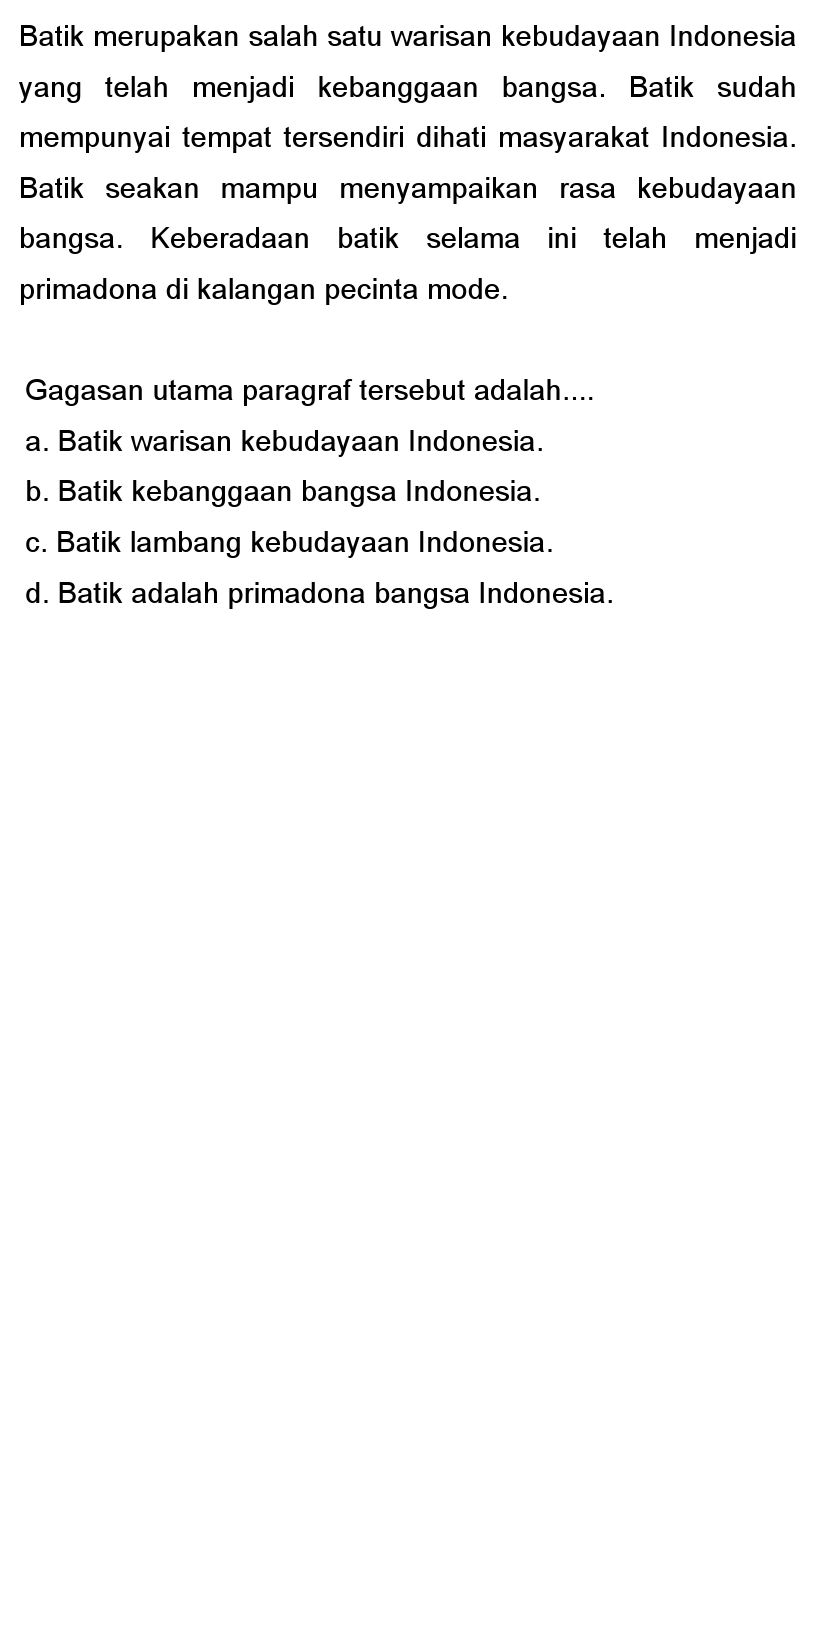 Batik merupakan salah satu warisan kebudayaan Indonesia
yang telah menjadi kebanggaan bangsa. Batik sudah
mempunyai tempat tersendiri dihati masyarakat Indonesia.
Batik seakan mampu menyampaikan rasa kebudayaan
bangsa. Keberadaan batik selama ini telah menjadi
primadona di kalangan pecinta mode.
Gagasan utama paragraf tersebut adalah....
a. Batik warisan kebudayaan Indonesia.
b. Batik kebanggaan bangsa Indonesia.
c. Batik lambang kebudayaan Indonesia.
d. Batik adalah primadona bangsa Indonesia.